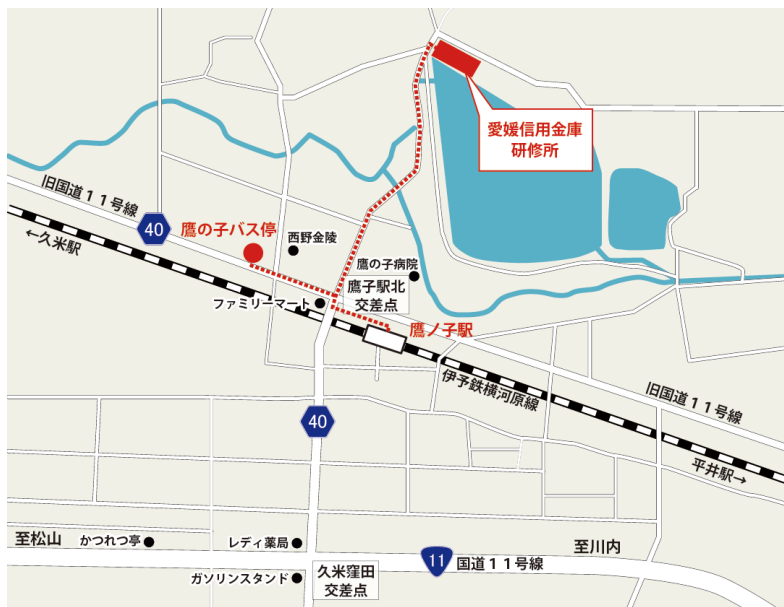 愛媛信用金庫
研修所
旧国道１１号線
40
鷹の子バス停
←久米駅
西野金陵
鷹の子病院
鷹子駅北
交差点
ファミリーマート
鷹ノ子駅
伊予鉄横河原線
旧国道１１号線
40
平井駅→
至松山
かつれつ亭
レディ薬局
至川内
11
国道１１号線
久米窪田
交差点
ガソリンスタンド